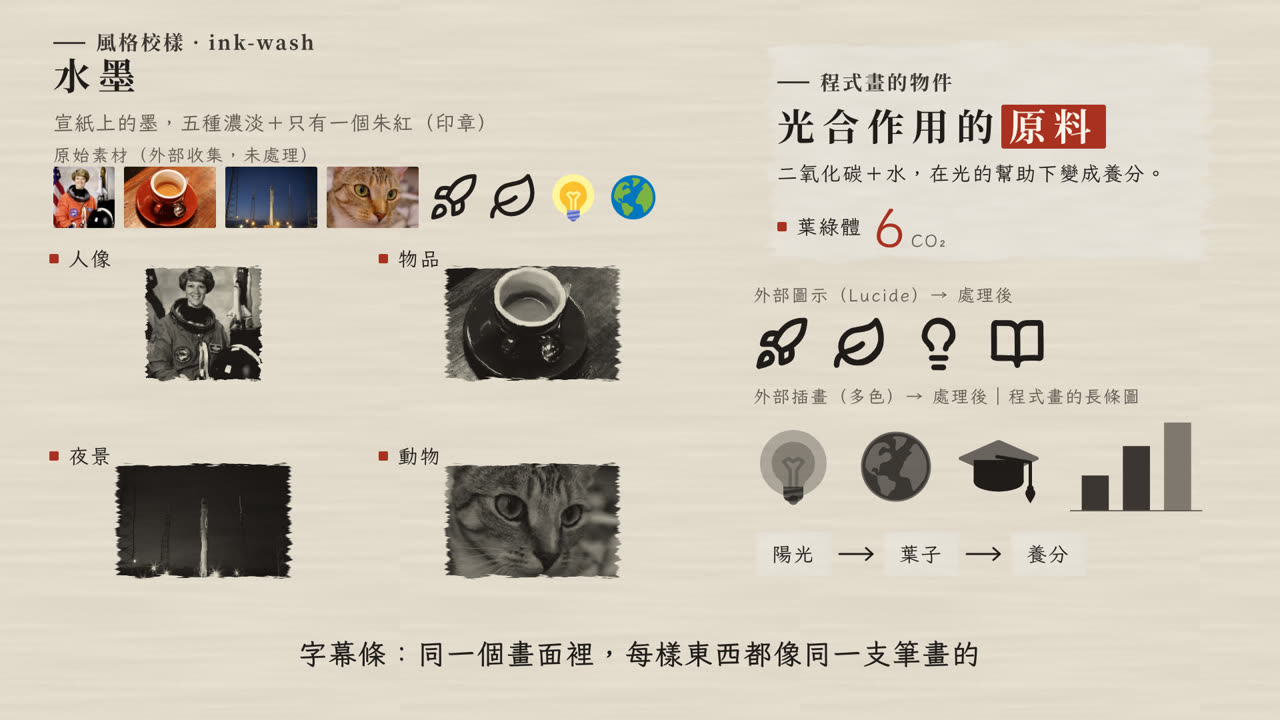 風格校樣·ink-wash
水墨
宣紙上的墨，五種濃淡＋只有一個朱紅（印章）
原始素材（外部收集，未處理）
人像
物品
夜景
動物
程式畫的物件
光合作用的原料
二氧化碳＋水，在光的幫助下變成養分。
葉綠體 6 CO₂
外部圖示（Lucide）→ 處理後
外部插畫（多色）→ 處理後｜程式畫的長條圖
陽光 → 葉子 → 養分
字幕條：同一個畫面裡，每樣東西都像同一支筆畫的